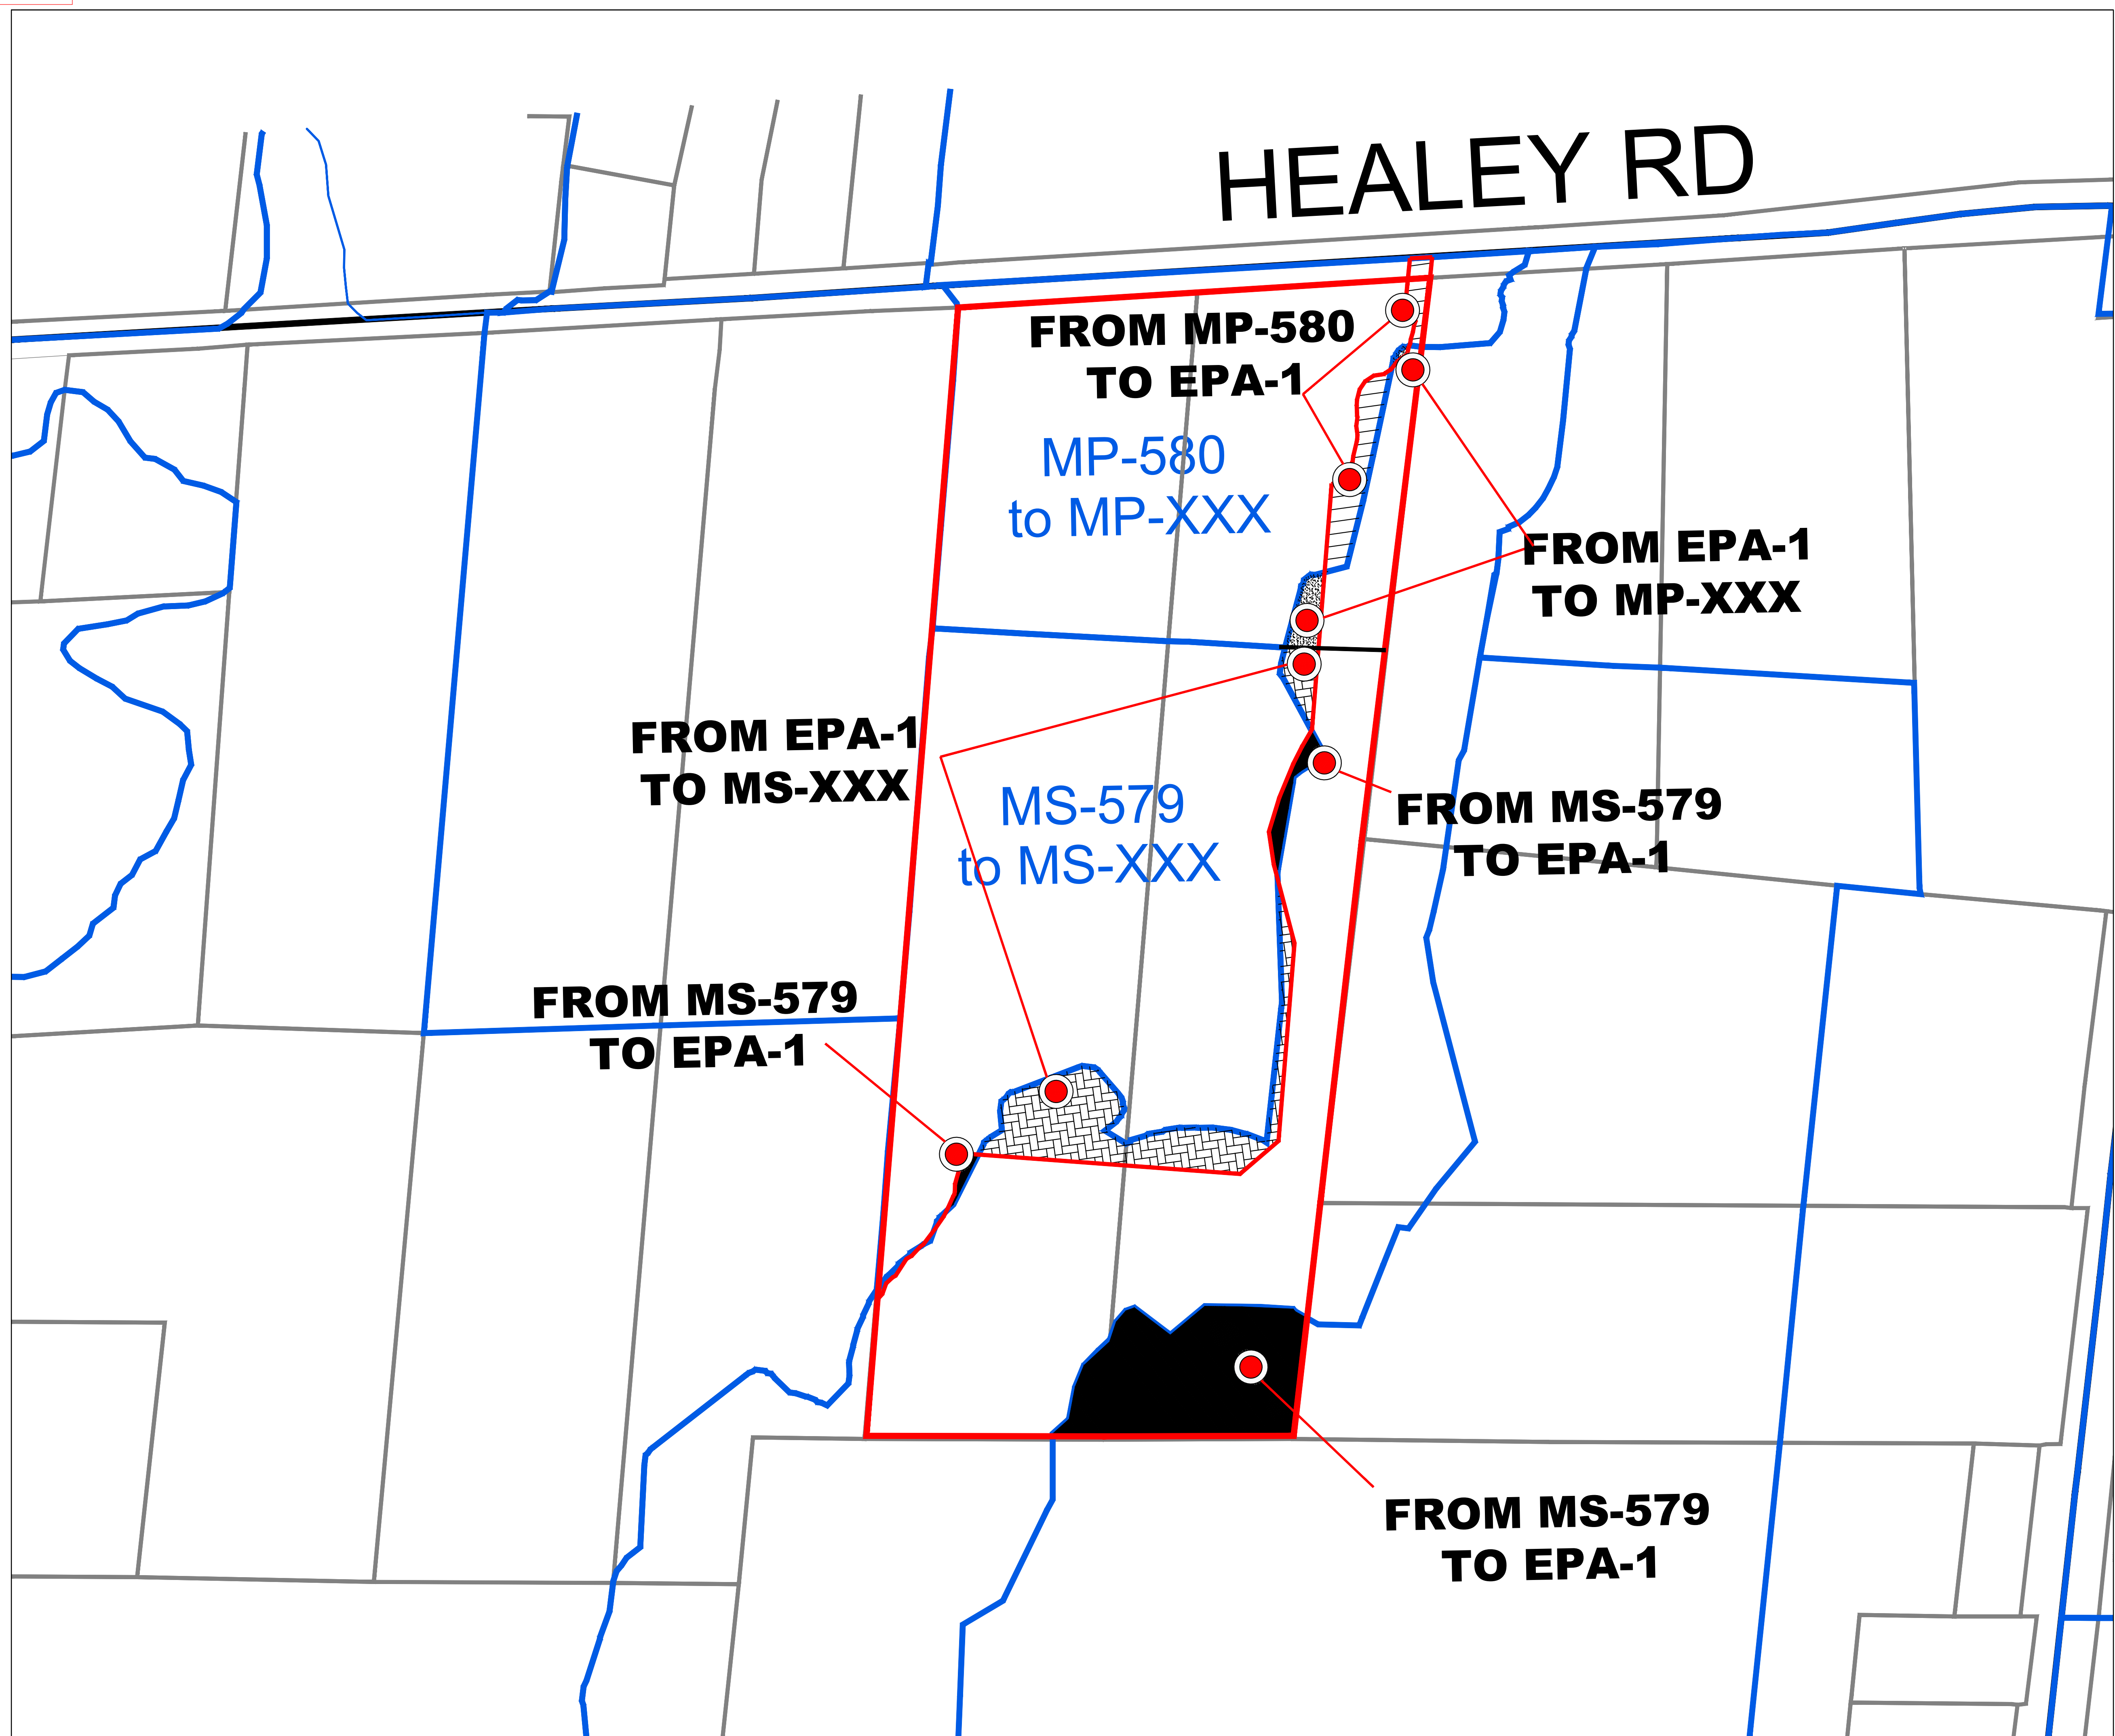 HEALEY RD
FROM MP-580
TO EPA-1
MP-580
to MP-XXX
FROM EPA-1
TO MP-XXX
FROM EPA-1
TO MS-XXX
MS-579
to MS-XXX
FROM MS-579
TO EPA-1
FROM MS-579
TO EPA-1
FROM MS-579
TO EPA-1